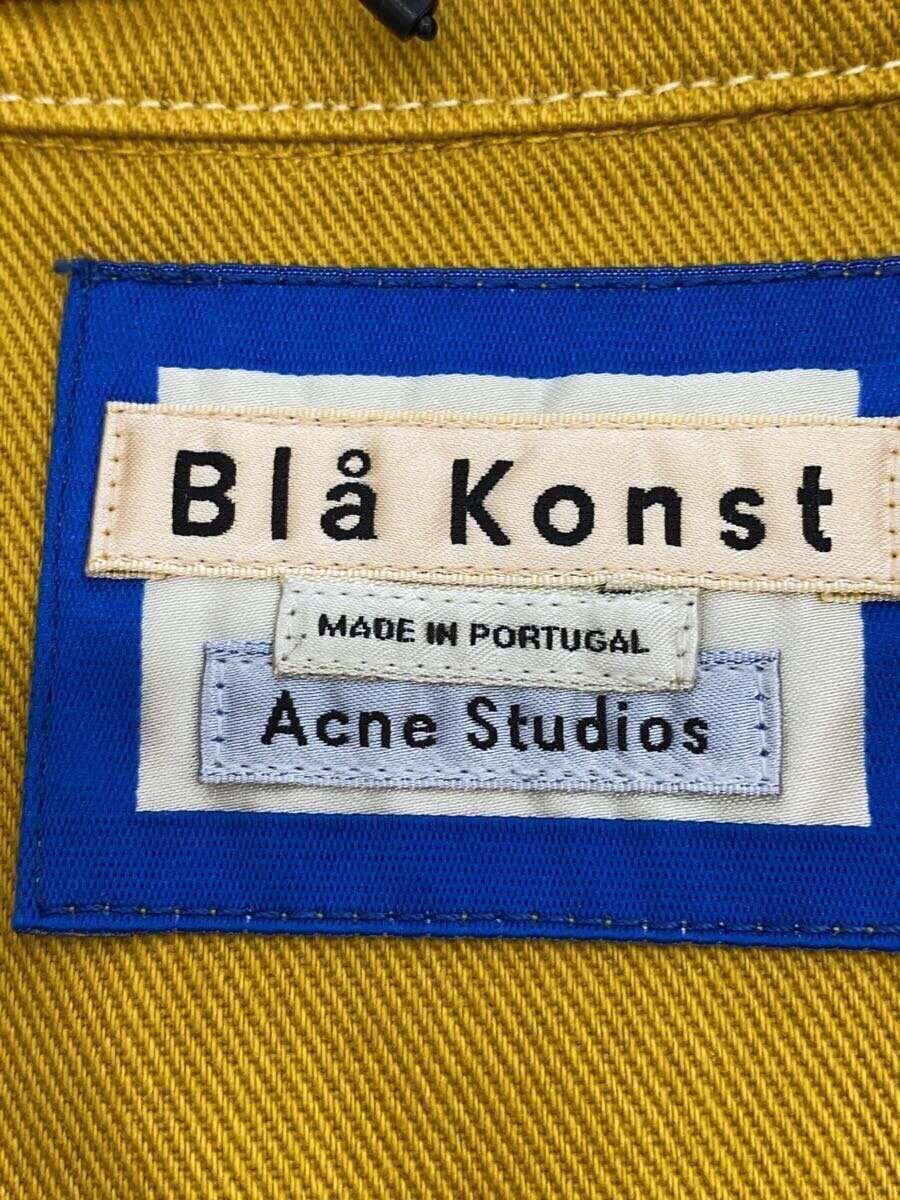 Blå Konst
MADE IN PORTUGAL
Acne Studios